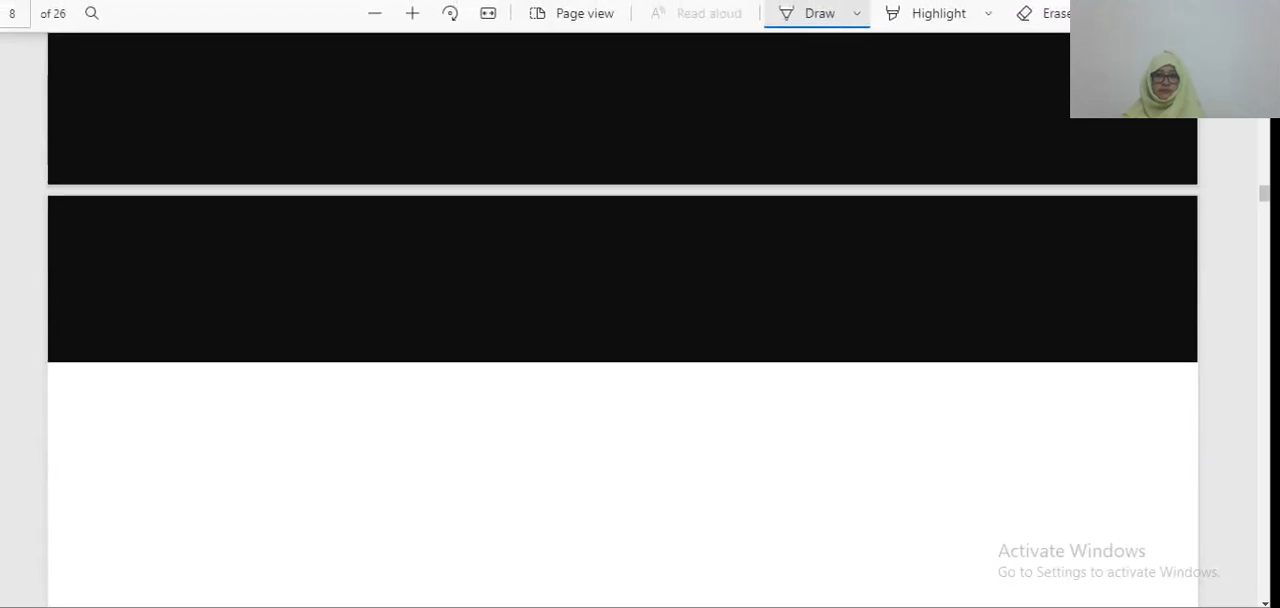 8 of 26 Page view Read aloud Draw Highlight Erase
Activate Windows
Go to Settings to activate Windows.